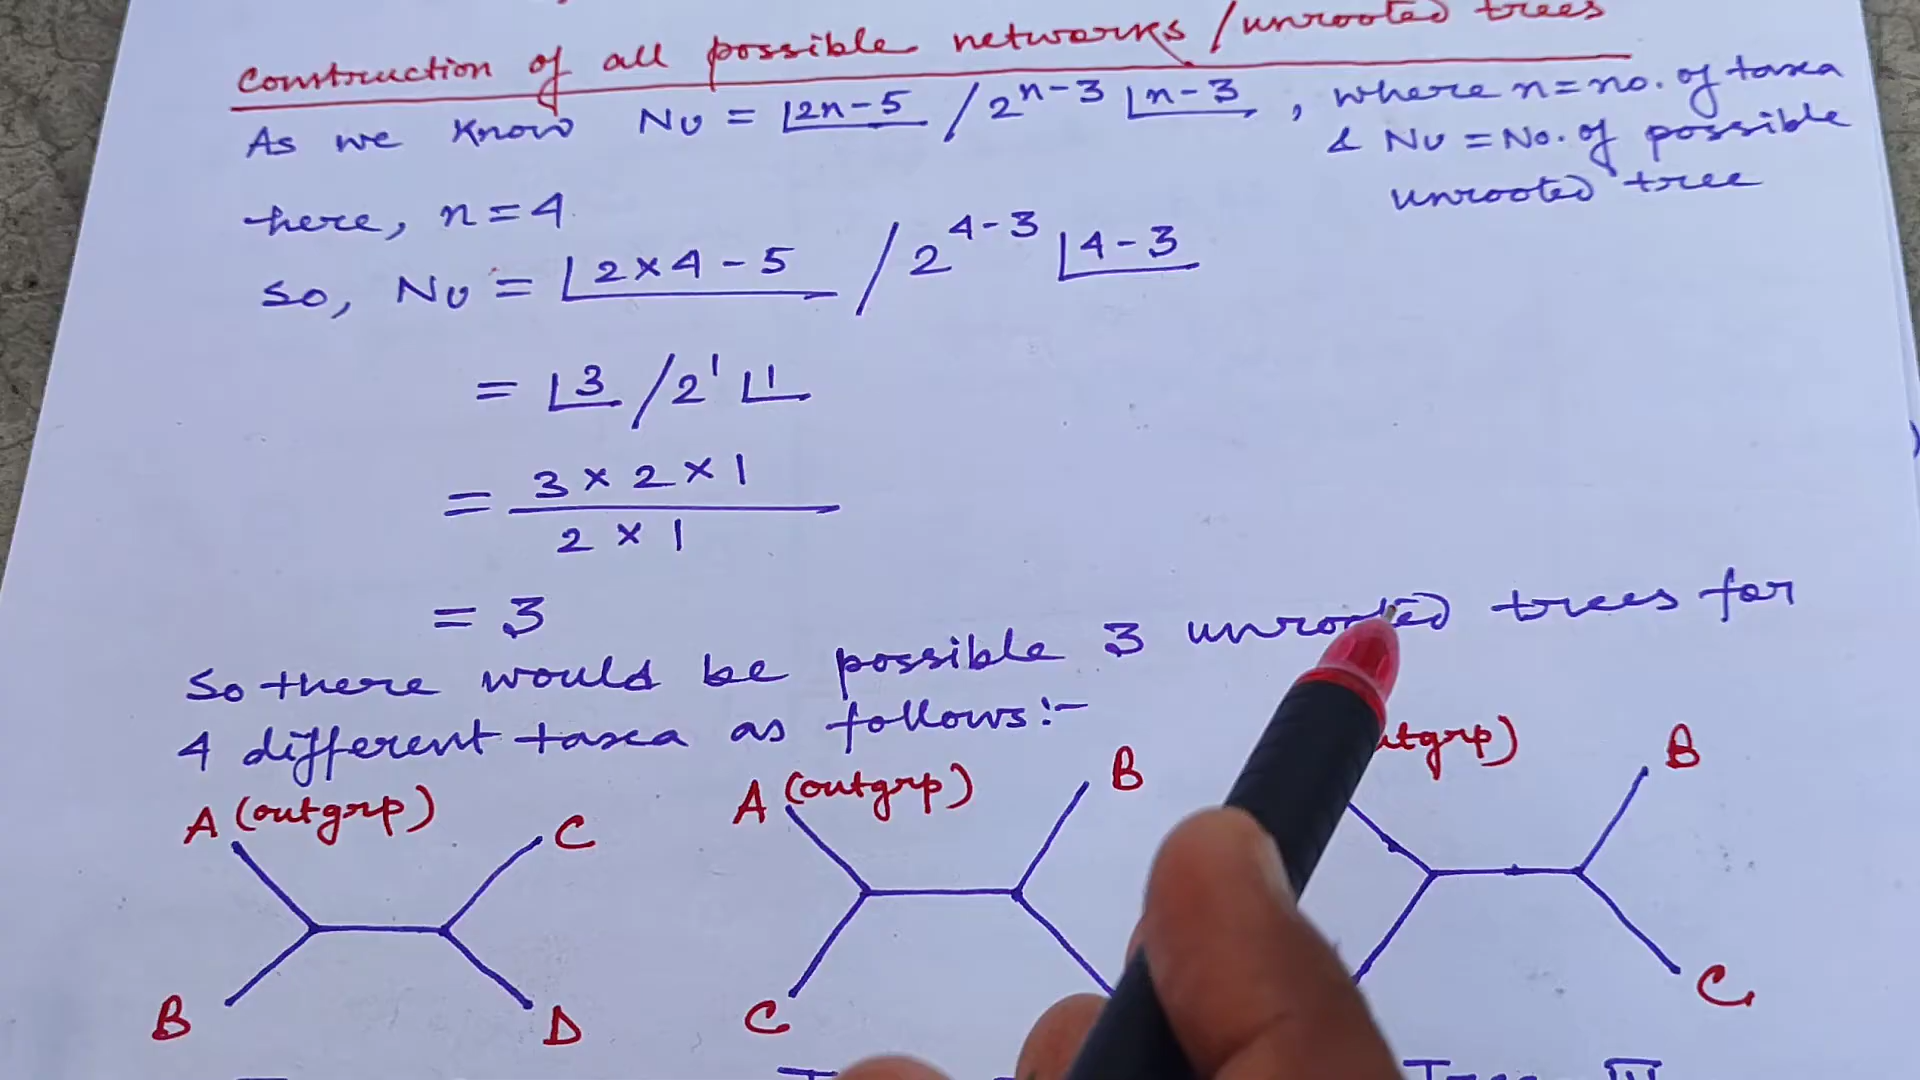 Construction of all possible networks / unrooted trees
As we know Nu = ⌊2n-5 / 2^n-3 ⌊n-3 , where n = no. of taxa
& Nu = No. of possible
unrooted tree
here, n = 4
So, Nu = ⌊2×4-5 / 2^4-3 ⌊4-3
= ⌊3 / 2^1 ⌊1
= 3 × 2 × 1
2 × 1
= 3
So there would be possible 3 unrooted trees for
4 different taxa as follows:-
A (outgrp) C
B D
A (outgrp) B
C
B
C